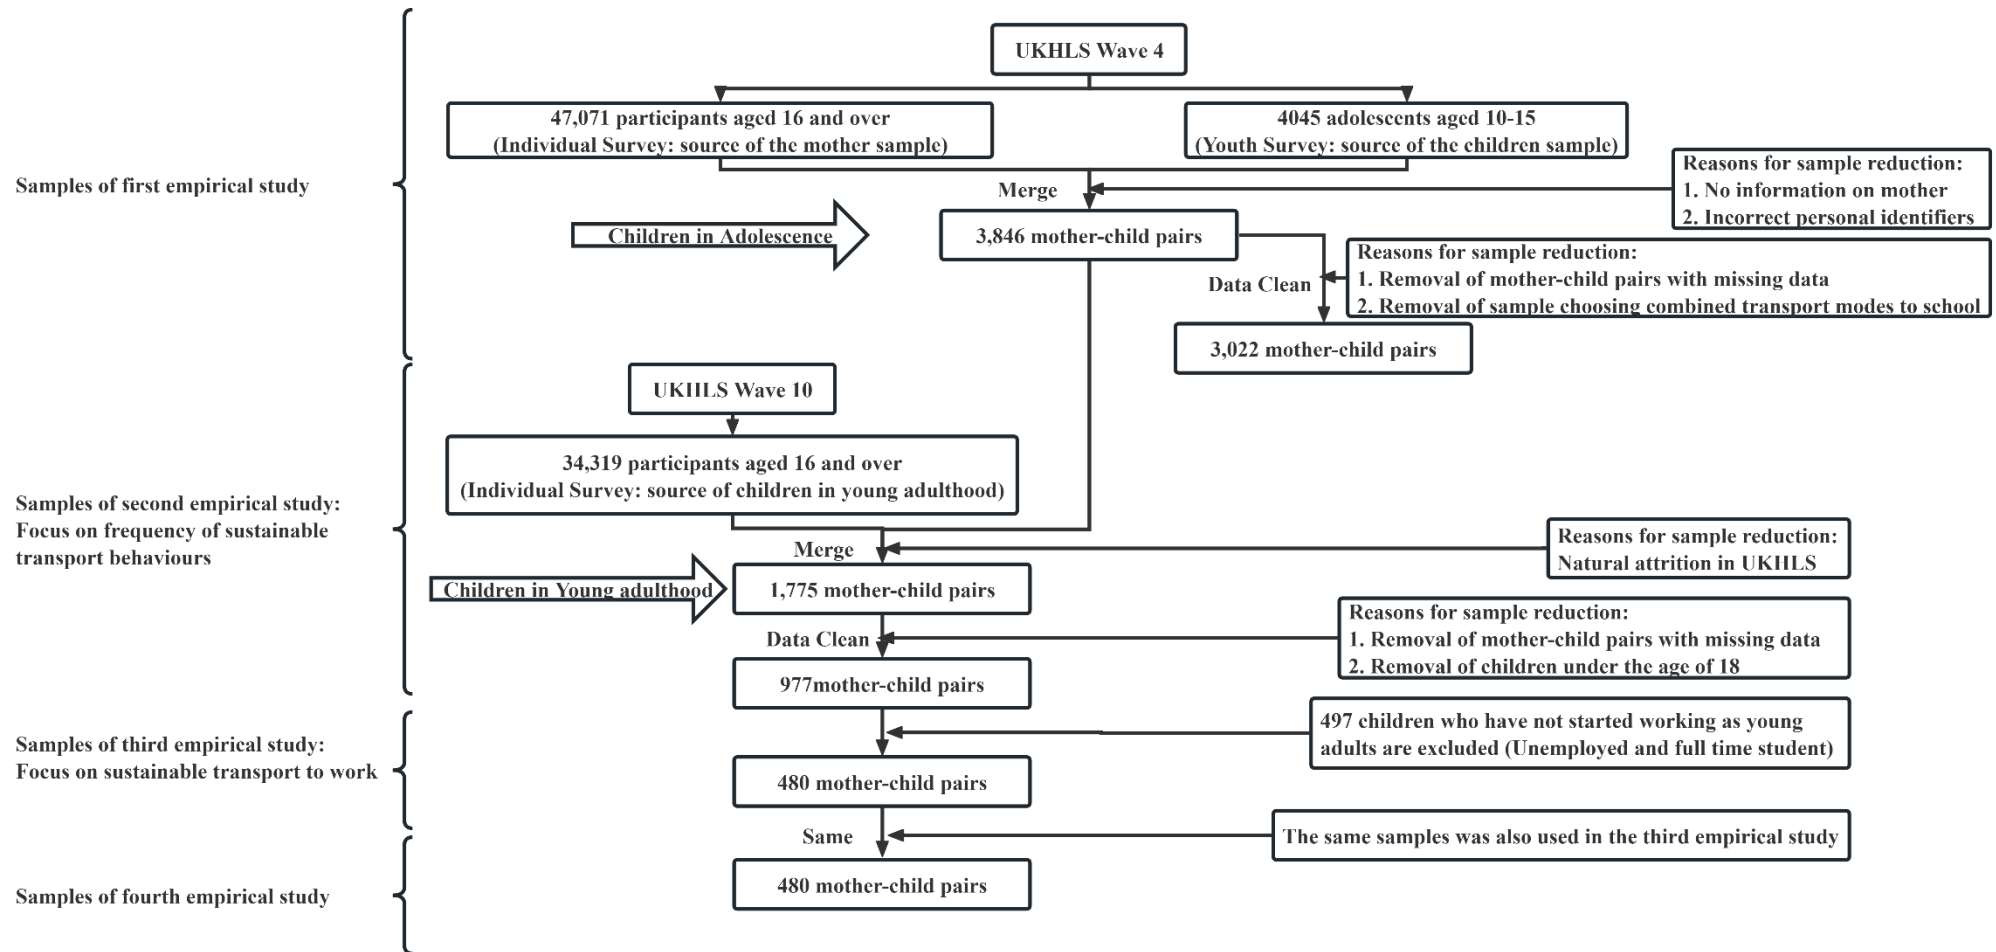 UKHLS Wave 4
47,071 participants aged 16 and over
(Individual Survey: source of the mother sample)
4045 adolescents aged 10-15
(Youth Survey: source of the children sample)
Reasons for sample reduction:
1. No information on mother
2. Incorrect personal identifiers
Samples of first empirical study
Merge
Children in Adolescence
3,846 mother-child pairs
Reasons for sample reduction:
1. Removal of mother-child pairs with missing data
2. Removal of sample choosing combined transport modes to school
Data Clean
3,022 mother-child pairs
UKHLS Wave 10
34,319 participants aged 16 and over
(Individual Survey: source of children in young adulthood)
Samples of second empirical study:
Focus on frequency of sustainable
transport behaviours
Merge
Reasons for sample reduction:
Natural attrition in UKHLS
Children in Young adulthood
1,775 mother-child pairs
Data Clean
Reasons for sample reduction:
1. Removal of mother-child pairs with missing data
2. Removal of children under the age of 18
977mother-child pairs
497 children who have not started working as young
adults are excluded (Unemployed and full time student)
Samples of third empirical study:
Focus on sustainable transport to work
480 mother-child pairs
Same
The same samples was also used in the third empirical study
480 mother-child pairs
Samples of fourth empirical study